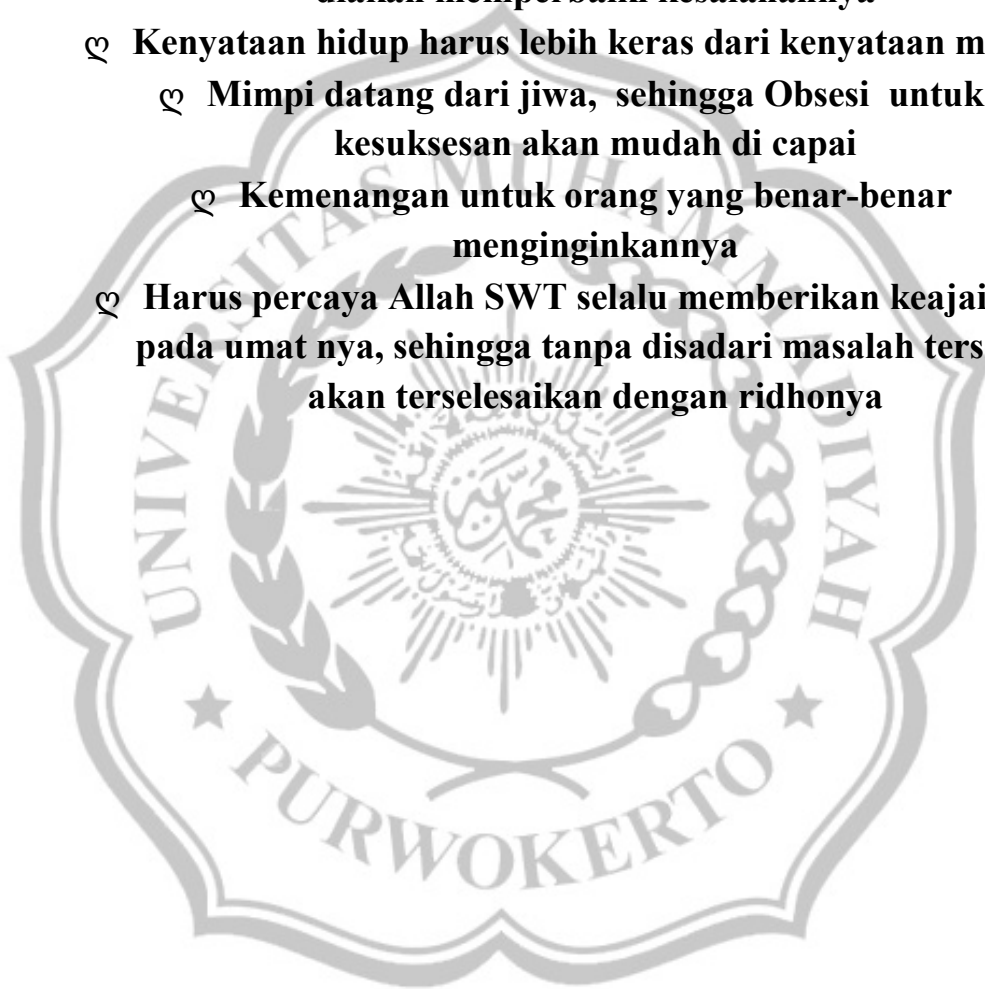 ღ Kenyataan hidup harus lebih keras dari kenyataan m
ღ Mimpi datang dari jiwa, sehingga Obsesi untuk
kesuksesan akan mudah di capai
ღ Kemenangan untuk orang yang benar-benar
menginginkannya
ღ Harus percaya Allah SWT selalu memberikan keajai
pada umat nya, sehingga tanpa disadari masalah ters
akan terselesaikan dengan ridhonya
UNIVERSITAS MUHAMMADIYAH
PURWOKERTO